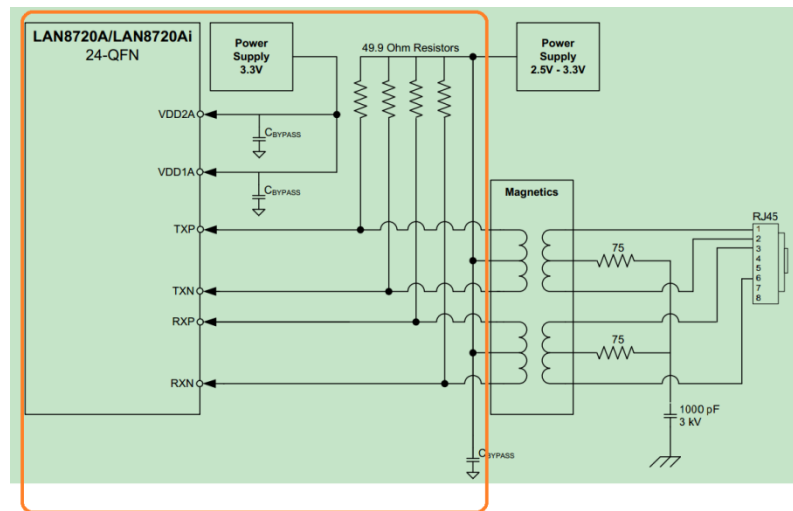 LAN8720A/LAN8720Ai
24-QFN
Power
Supply
3.3V
49.9 Ohm Resistors
Power
Supply
2.5V - 3.3V
VDD2A
CBYPASS
VDD1A
CBYPASS
Magnetics
RJ45
TXP
1
2
3
4
5
6
7
8
75
TXN
RXP
75
RXN
1000 pF
3 kV
CBYPASS